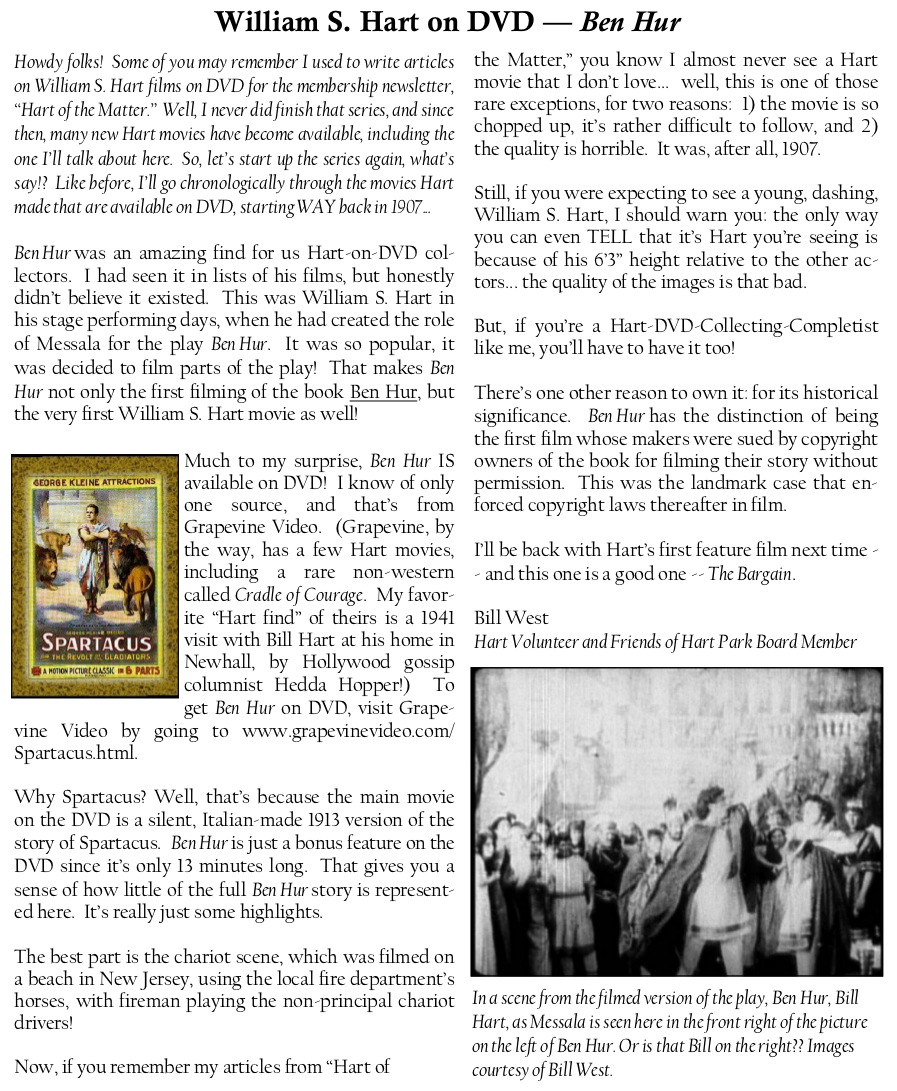 William S. Hart on DVD — Ben Hur
Howdy folks! Some of you may remember I used to write articles
on William S. Hart films on DVD for the membership newsletter,
“Hart of the Matter.” Well, I never did finish that series, and since
then, many new Hart movies have become available, including the
one I’ll talk about here. So, let’s start up the series again, what’s
say!? Like before, I’ll go chronologically through the movies Hart
made that are available on DVD, starting WAY back in 1907...
Ben Hur was an amazing find for us Hart-on-DVD col-
lectors. I had seen it in lists of his films, but honestly
didn’t believe it existed. This was William S. Hart in
his stage performing days, when he had created the role
of Messala for the play Ben Hur. It was so popular, it
was decided to film parts of the play! That makes Ben
Hur not only the first filming of the book Ben Hur, but
the very first William S. Hart movie as well!
GEORGE KLEINE ATTRACTIONS
SPARTACUS
OR THE REVOLT OF THE GLADIATORS
A MOTION PICTURE CLASSIC IN 6 PARTS
Much to my surprise, Ben Hur IS
available on DVD! I know of only
one source, and that’s from
Grapevine Video. (Grapevine, by
the way, has a few Hart movies,
including a rare non-western
called Cradle of Courage. My favor-
ite “Hart find” of theirs is a 1941
visit with Bill Hart at his home in
Newhall, by Hollywood gossip
columnist Hedda Hopper!) To
get Ben Hur on DVD, visit Grape-
vine Video by going to www.grapevinevideo.com/
Spartacus.html.
Why Spartacus? Well, that’s because the main movie
on the DVD is a silent, Italian-made 1913 version of the
story of Spartacus. Ben Hur is just a bonus feature on the
DVD since it’s only 13 minutes long. That gives you a
sense of how little of the full Ben Hur story is represent-
ed here. It’s really just some highlights.
The best part is the chariot scene, which was filmed on
a beach in New Jersey, using the local fire department’s
horses, with fireman playing the non-principal chariot
drivers!
Now, if you remember my articles from “Hart of
the Matter,” you know I almost never see a Hart
movie that I don’t love... well, this is one of those
rare exceptions, for two reasons: 1) the movie is so
chopped up, it’s rather difficult to follow, and 2)
the quality is horrible. It was, after all, 1907.
Still, if you were expecting to see a young, dashing,
William S. Hart, I should warn you: the only way
you can even TELL that it’s Hart you’re seeing is
because of his 6’3” height relative to the other ac-
tors... the quality of the images is that bad.
But, if you’re a Hart-DVD-Collecting-Completist
like me, you’ll have to have it too!
There’s one other reason to own it: for its historical
significance. Ben Hur has the distinction of being
the first film whose makers were sued by copyright
owners of the book for filming their story without
permission. This was the landmark case that en-
forced copyright laws thereafter in film.
I’ll be back with Hart’s first feature film next time -
- and this one is a good one -- The Bargain.
Bill West
Hart Volunteer and Friends of Hart Park Board Member
In a scene from the filmed version of the play, Ben Hur, Bill
Hart, as Messala is seen here in the front right of the picture
on the left of Ben Hur. Or is that Bill on the right?? Images
courtesy of Bill West.